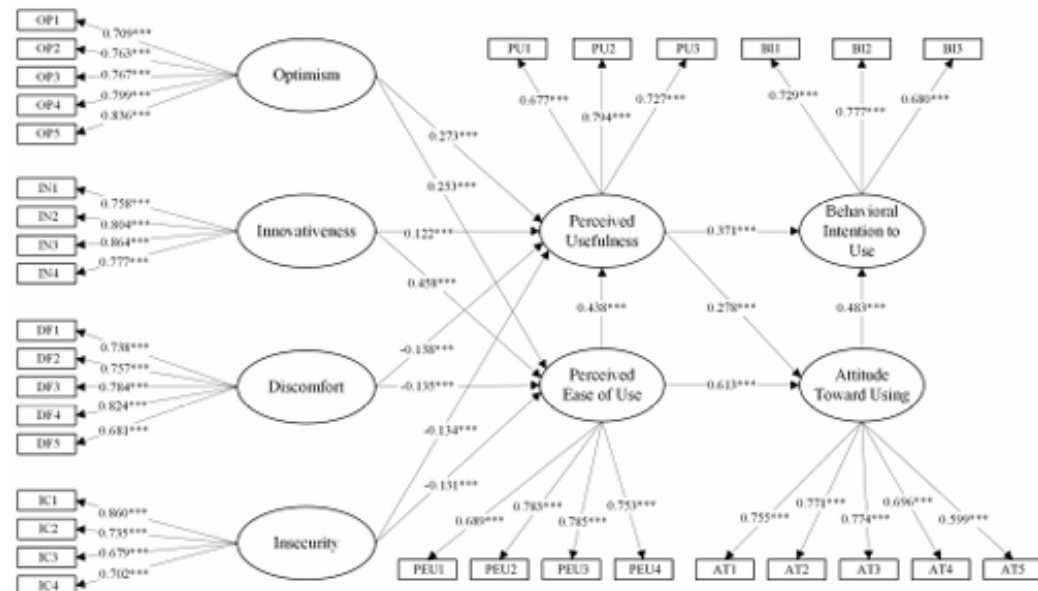 OP1
OP2
OP3
OP4
OP5
0.709***
0.763***
0.767***
0.799***
0.836***
Optimism
IN1
IN2
IN3
IN4
0.758***
0.804***
0.864***
0.777***
Innovativeness
DF1
DF2
DF3
DF4
DF5
0.738***
0.757***
0.784***
0.824***
0.681***
Discomfort
IC1
IC2
IC3
IC4
0.860***
0.735***
0.679***
0.702***
Insecurity
0.273***
0.253***
0.122***
0.458***
-0.138***
-0.135***
-0.134***
-0.131***
PU1
PU2
PU3
0.677***
0.794***
0.727***
Perceived
Usefulness
0.438***
Perceived
Ease of Use
0.689***
0.783***
0.785***
0.753***
PEU1
PEU2
PEU3
PEU4
0.371***
0.278***
0.613***
BI1
BI2
BI3
0.729***
0.777***
0.680***
Behavioral
Intention to
Use
0.483***
Attitude
Toward Using
0.755***
0.771***
0.774***
0.696***
0.599***
AT1
AT2
AT3
AT4
AT5